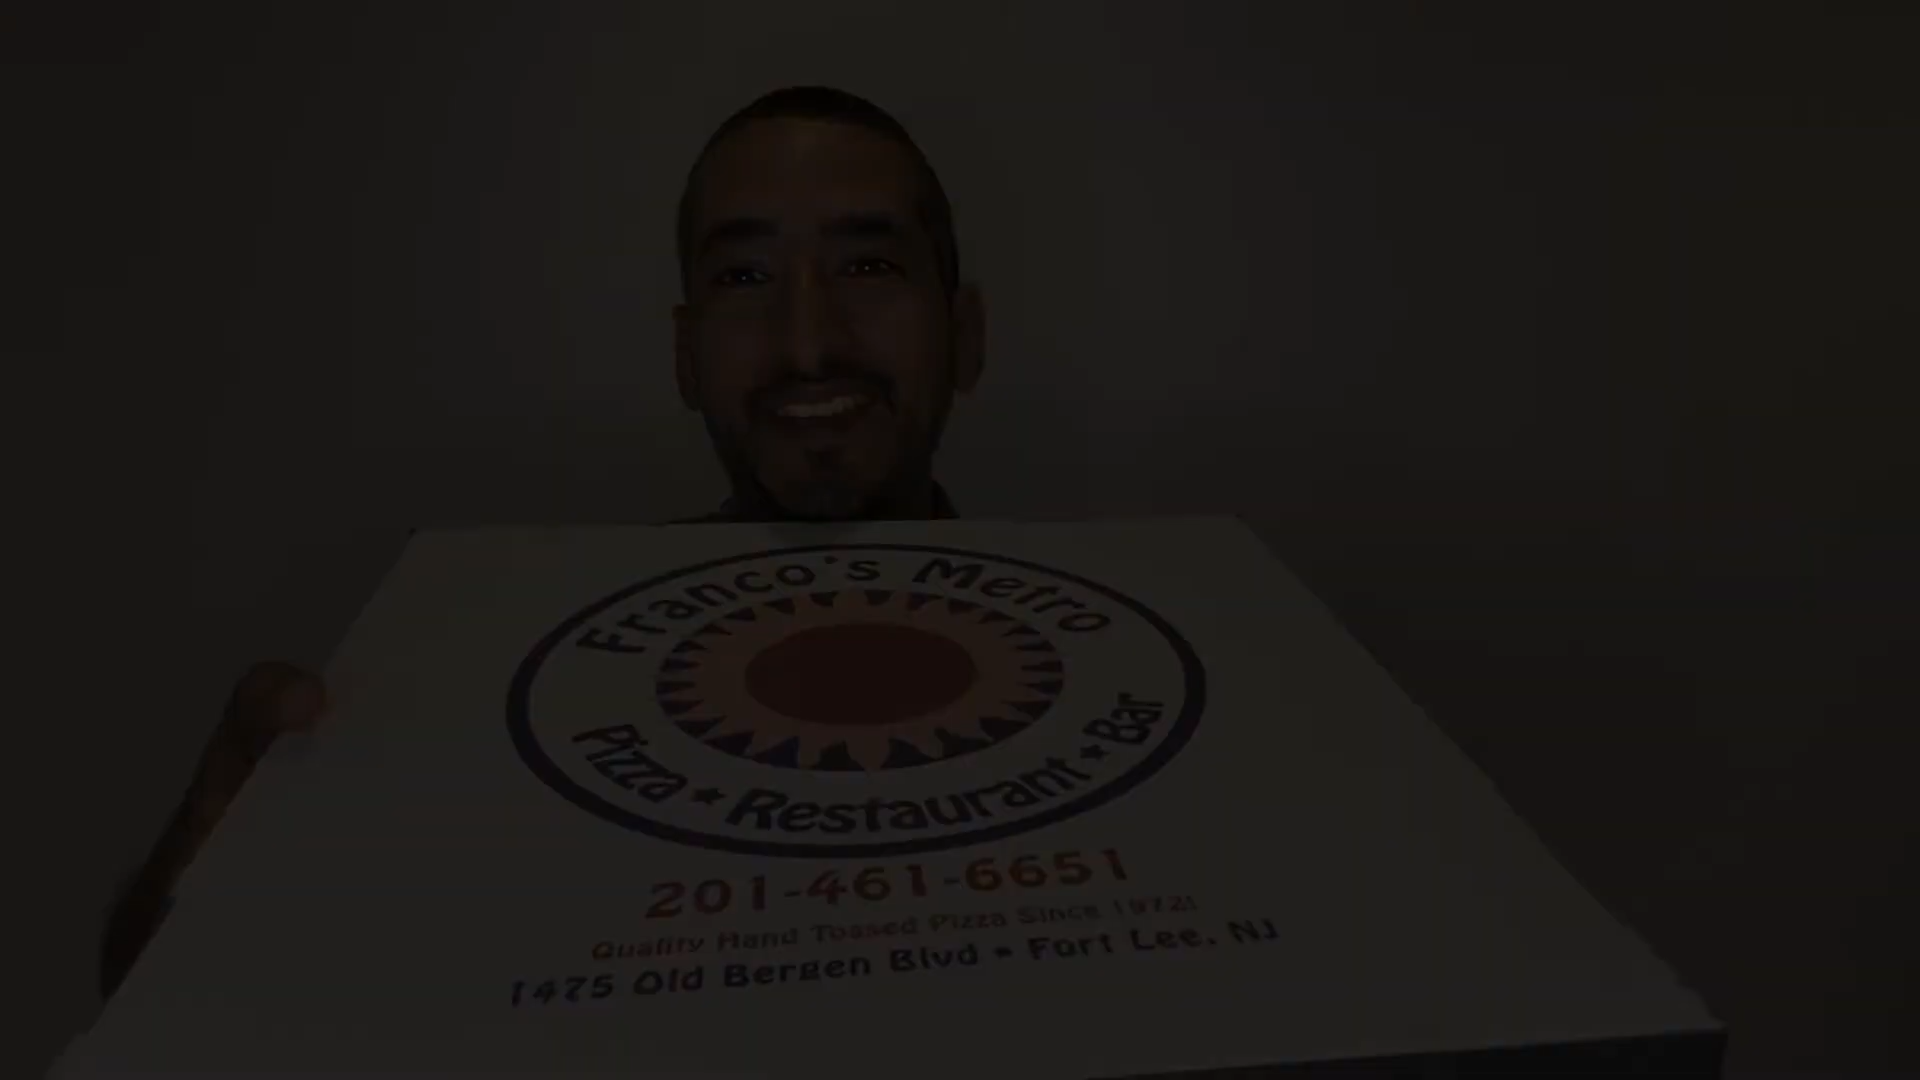 Franco's Metro
Pizza ★ Restaurant ★ Bar
201-461-6651
Quality Hand Tossed Pizza Since 1972!
1475 Old Bergen Blvd • Fort Lee, NJ